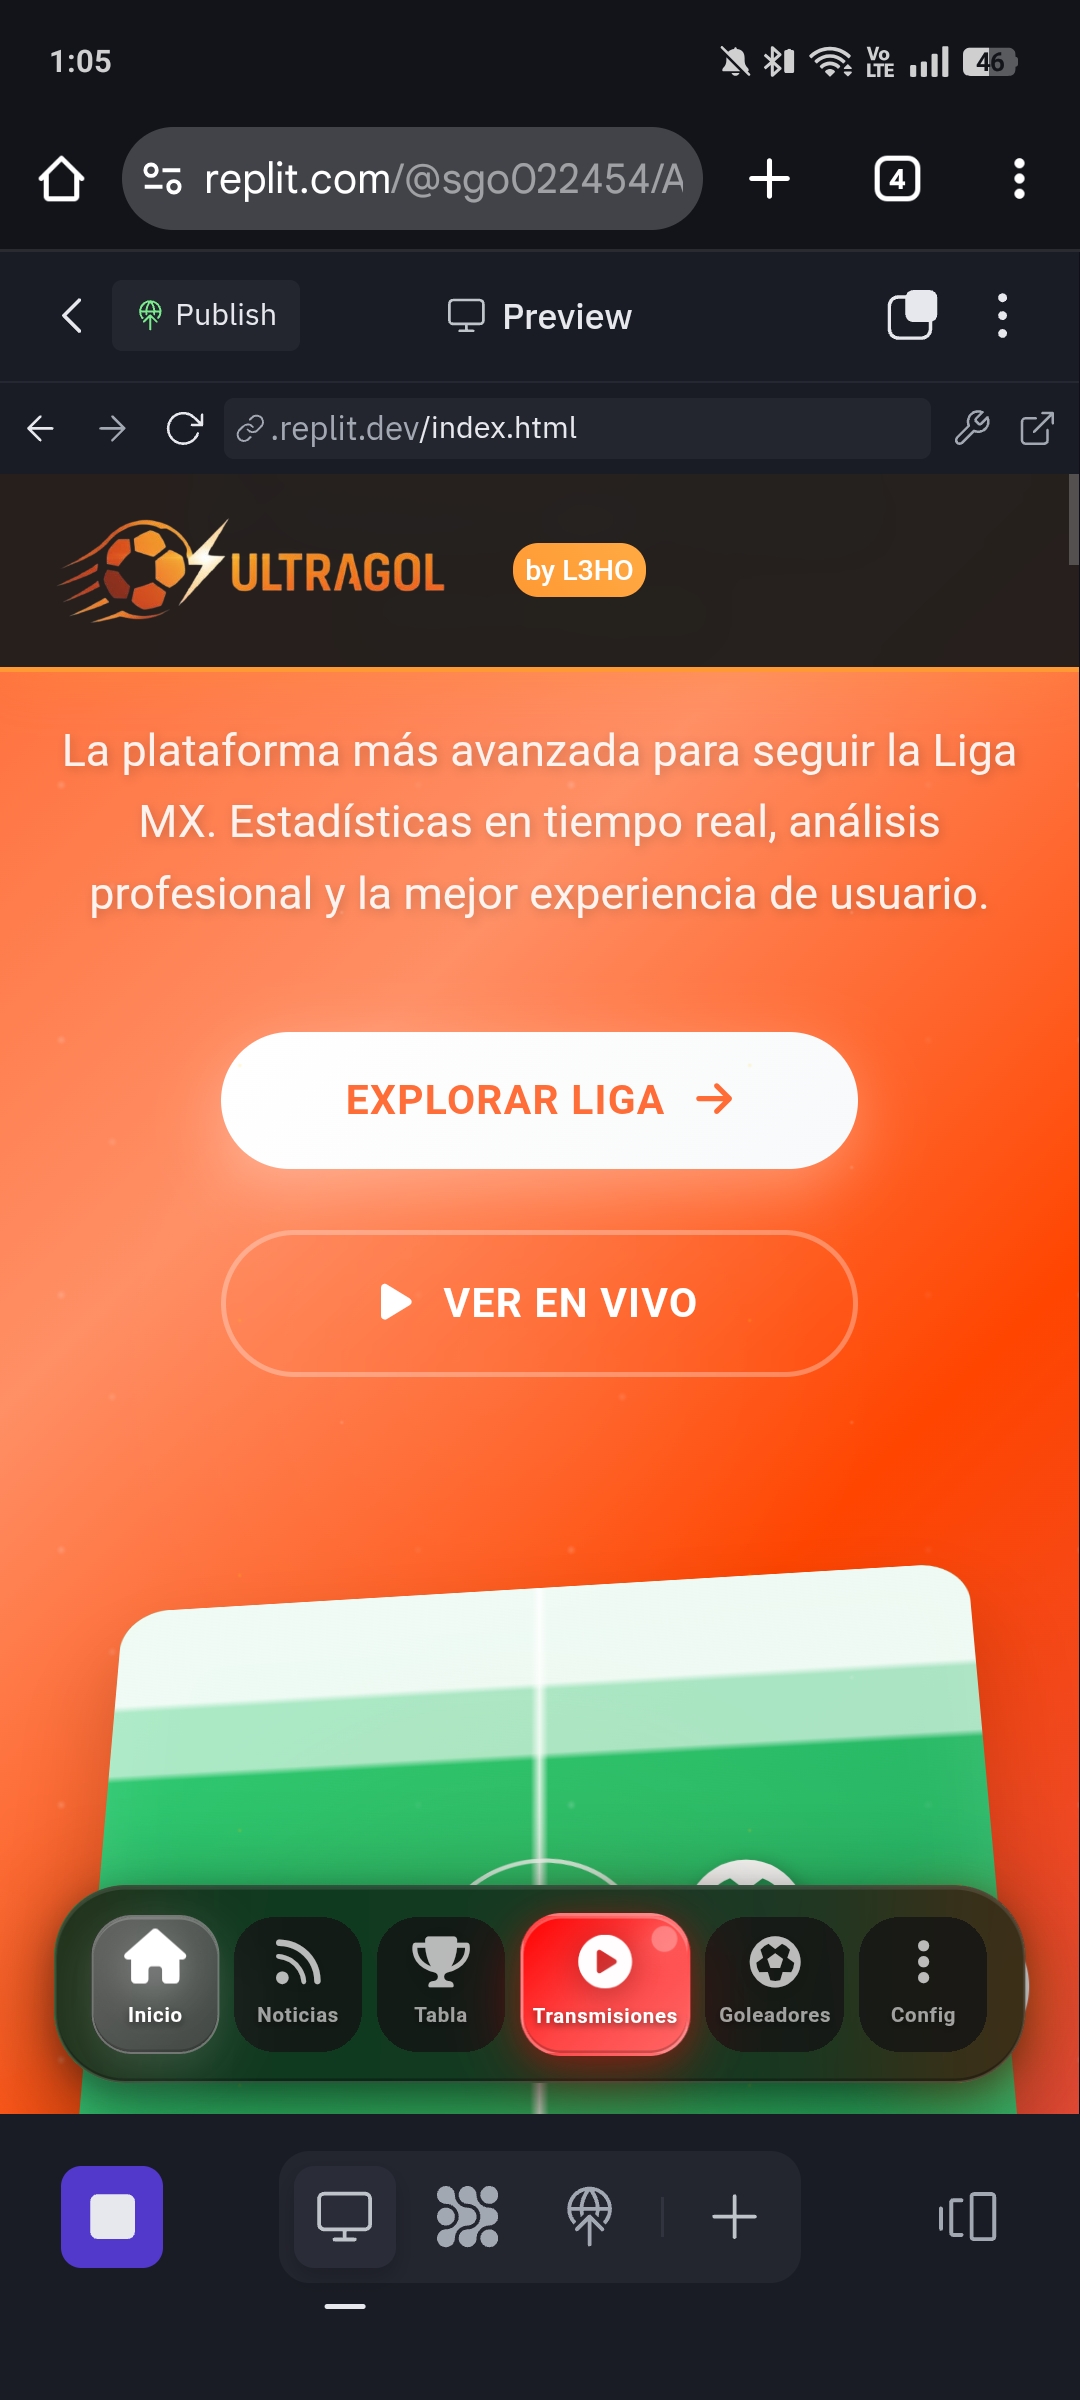 1:05
Vo
LTE
46
replit.com/@sgo022454/A
4
Publish
Preview
.replit.dev/index.html
ULTRAGOL
by L3HO
La plataforma más avanzada para seguir la Liga
MX. Estadísticas en tiempo real, análisis
profesional y la mejor experiencia de usuario.
EXPLORAR LIGA
VER EN VIVO
Inicio
Noticias
Tabla
Transmisiones
Goleadores
Config